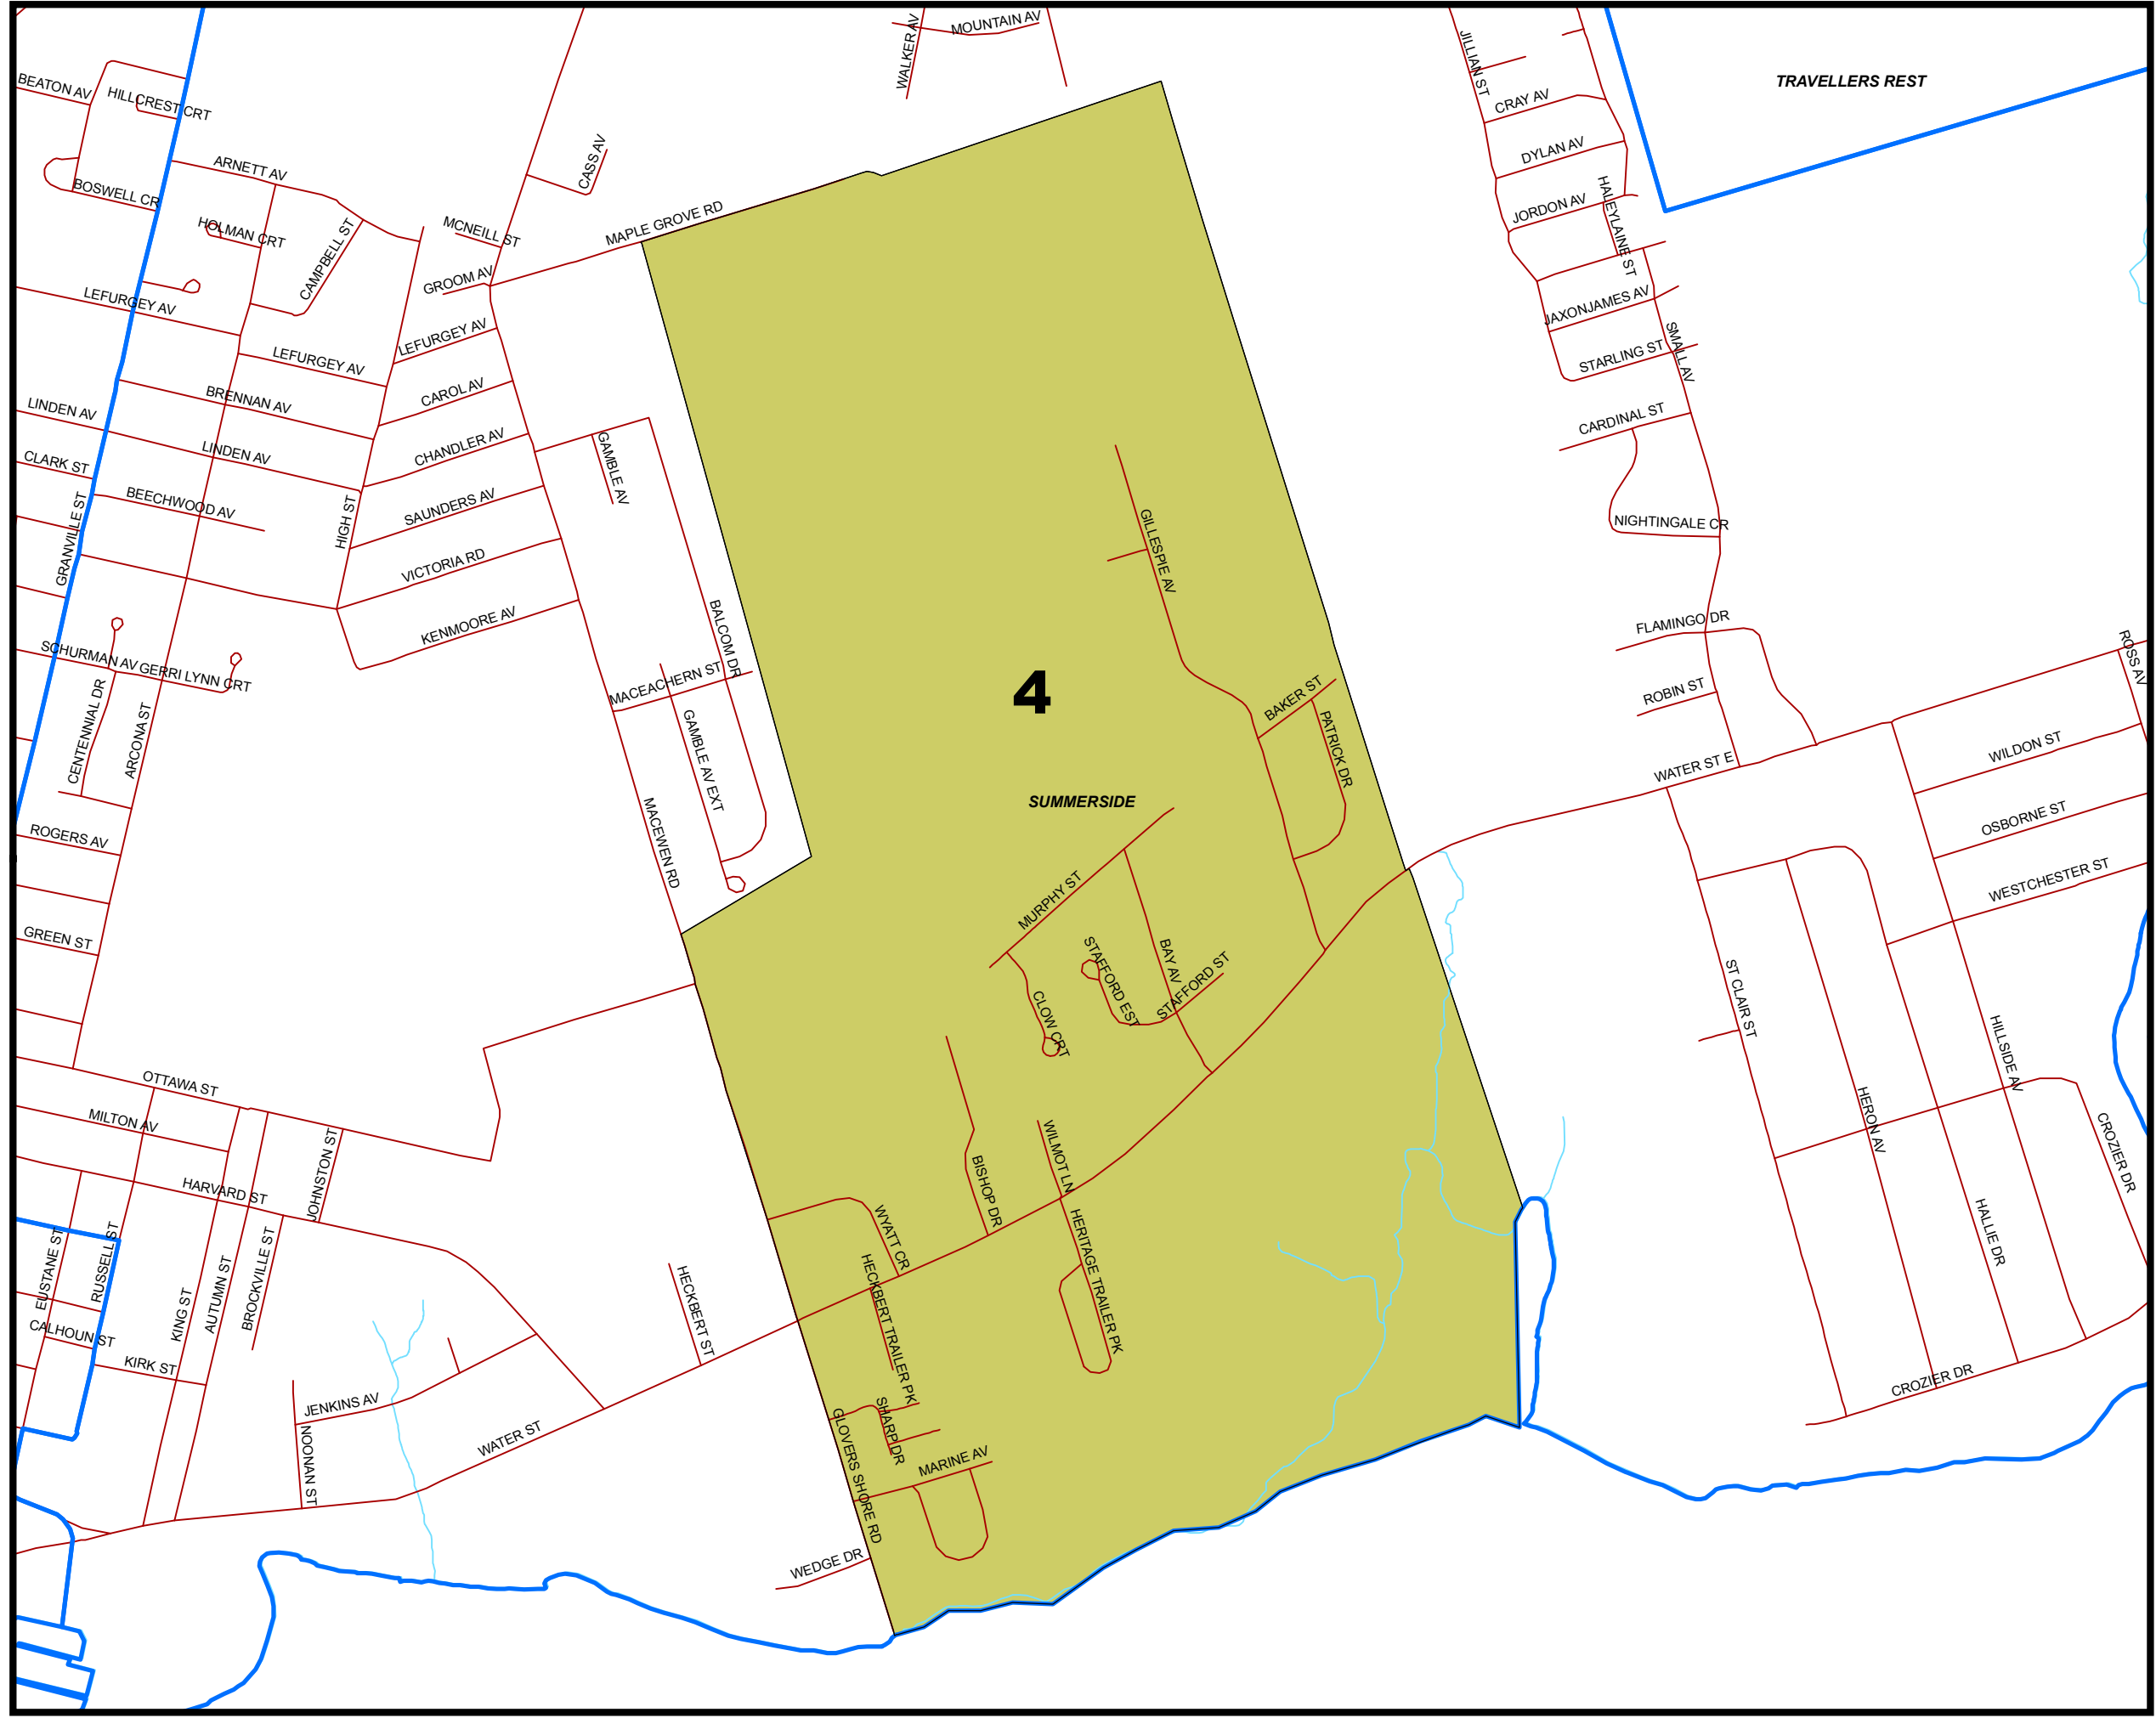 MOUNTAIN AV
WALKER AV
JILLIAN ST
TRAVELLERS REST
BEATON AV
HILLCREST CRT
CRAY AV
ARNETT AV
CASS AV
DYLAN AV
BOSWELL CR
HOLMAN CRT
CAMPBELL ST
MCNEILL ST
MAPLE GROVE RD
JORDON AV
HALEYLAINE ST
GROOM AV
LEFURGEY AV
LEFURGEY AV
LEFURGEY AV
JAXONJAMES AV
SMALL AV
STARLING ST
BRENNAN AV
CAROL AV
LINDEN AV
LINDEN AV
CHANDLER AV
GAMBLE AV
CARDINAL ST
CLARK ST
BEECHWOOD AV
SAUNDERS AV
HIGH ST
GRANVILLE ST
GILLESPIE AV
NIGHTINGALE CR
VICTORIA RD
KENMOORE AV
BALCOM DR
FLAMINGO DR
ROSS AV
SCHURMAN AV
GERRI LYNN CRT
MACEACHERN ST
4
BAKER ST
ROBIN ST
CENTENNIAL DR
ARCONA ST
GAMBLE AV EXT
PATRICK DR
WATER ST E
WILDON ST
SUMMERSIDE
MACEWEN RD
OSBORNE ST
ROGERS AV
MURPHY ST
WESTCHESTER ST
GREEN ST
STAFFORD EST
BAY AV
STAFFORD ST
CLOW CRT
ST CLAIR ST
HILLSIDE AV
OTTAWA ST
MILTON AV
JOHNSTON ST
HERON AV
CROZIER DR
WILMOT LN
BISHOP DR
HARVARD ST
WYATT CR
HERITAGE TRAILER PK
HALLIE DR
EUSTANE ST
RUSSELL ST
KING ST
AUTUMN ST
BROCKVILLE ST
HECKBERT ST
HECKBERT TRAILER PK
CALHOUN ST
KIRK ST
CROZIER DR
JENKINS AV
NOONAN ST
WATER ST
SHARP DR
GLOVERS SHORE RD
MARINE AV
WEDGE DR